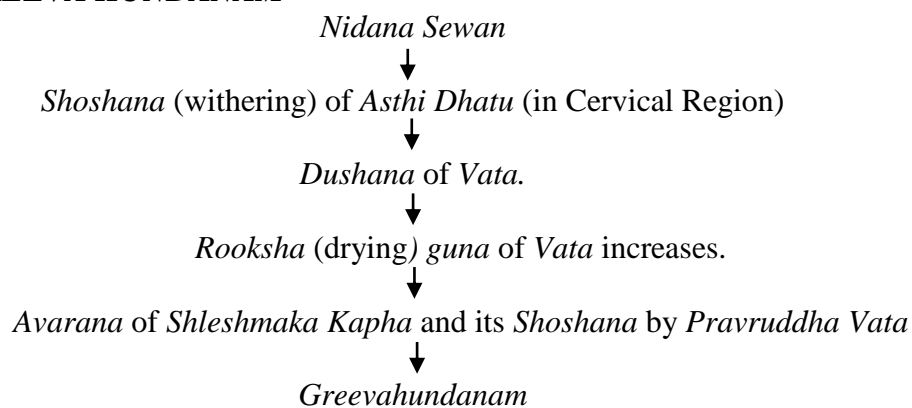 Nidana Sewan
Shoshana (withering) of Asthi Dhatu (in Cervical Region)
Dushana of Vata.
Rooksha (drying) guna of Vata increases.
Avarana of Shleshmaka Kapha and its Shoshana by Pravruddha Vata
Greevahundanam